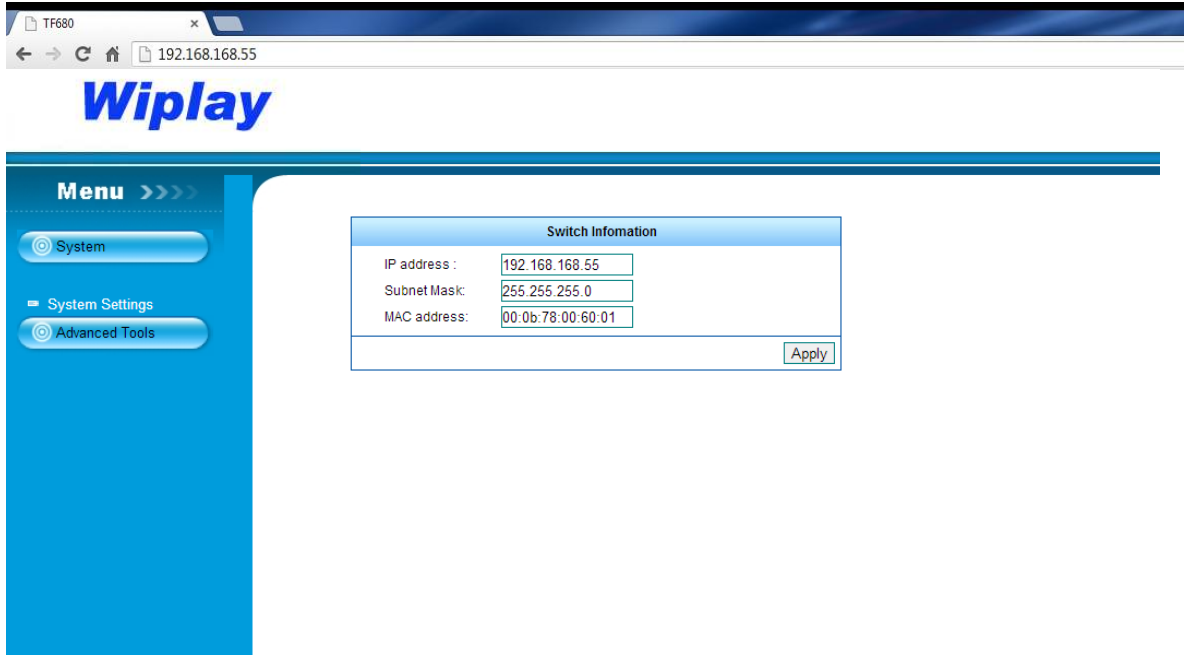 TF680
192.168.168.55
Wiplay
Menu
System
System Settings
Advanced Tools
Switch Infomation
IP address : 192.168.168.55
Subnet Mask: 255.255.255.0
MAC address: 00:0b:78:00:60:01
Apply